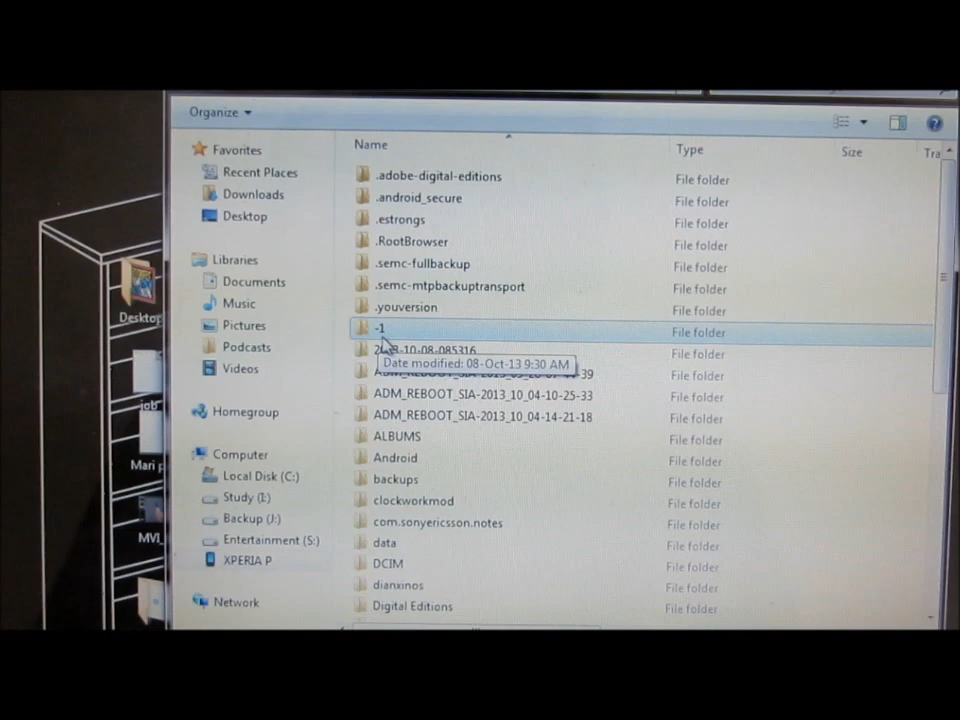 Organize
Name
Type
Size
Tra
Favorites
Recent Places
Downloads
Desktop
Libraries
Documents
Music
Pictures
Podcasts
Videos
Homegroup
Computer
Local Disk (C:)
Study (I:)
Backup (J:)
Entertainment (S:)
XPERIA P
Network
.adobe-digital-editions File folder
.android_secure File folder
.estrongs File folder
.RootBrowser File folder
.semc-fullbackup File folder
.semc-mtpbackuptransport File folder
.youversion File folder
-1 File folder
File folder
Date modified: 08-Oct-13 9:30 AM
File folder
ADM_REBOOT_SIA-2013_10_04-10-25-33 File folder
ADM_REBOOT_SIA-2013_10_04-14-21-18 File folder
ALBUMS File folder
Android File folder
backups File folder
clockworkmod File folder
com.sonyericsson.notes File folder
data File folder
DCIM File folder
dianxinos File folder
Digital Editions File folder
Desktop
job
Mari p
MVI_